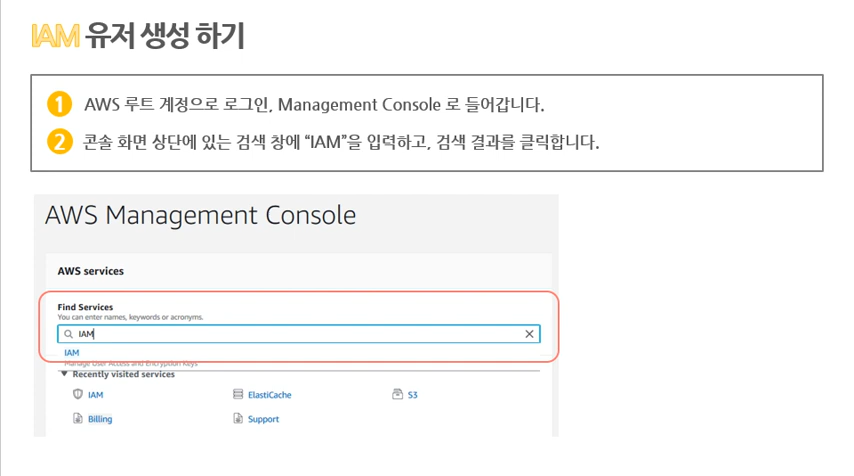 IAM 유저 생성 하기
1 AWS 루트 계정으로 로그인, Management Console 로 들어갑니다.
2 콘솔 화면 상단에 있는 검색 창에 “IAM”을 입력하고, 검색 결과를 클릭합니다.
AWS Management Console
AWS services
Find Services
You can enter names, keywords or acronyms.
IAM
IAM
Manage User Access and Encryption Keys
Recently visited services
IAM ElastiCache S3
Billing Support